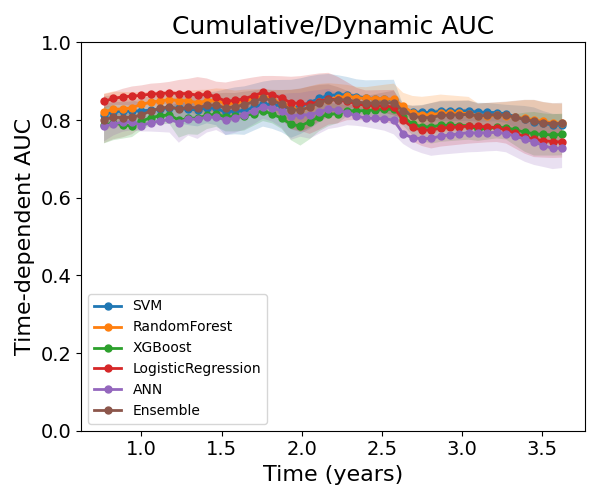 Cumulative/Dynamic AUC
Time-dependent AUC
1.0
0.8
0.6
0.4
0.2
0.0
SVM
RandomForest
XGBoost
LogisticRegression
ANN
Ensemble
1.0 1.5 2.0 2.5 3.0 3.5
Time (years)